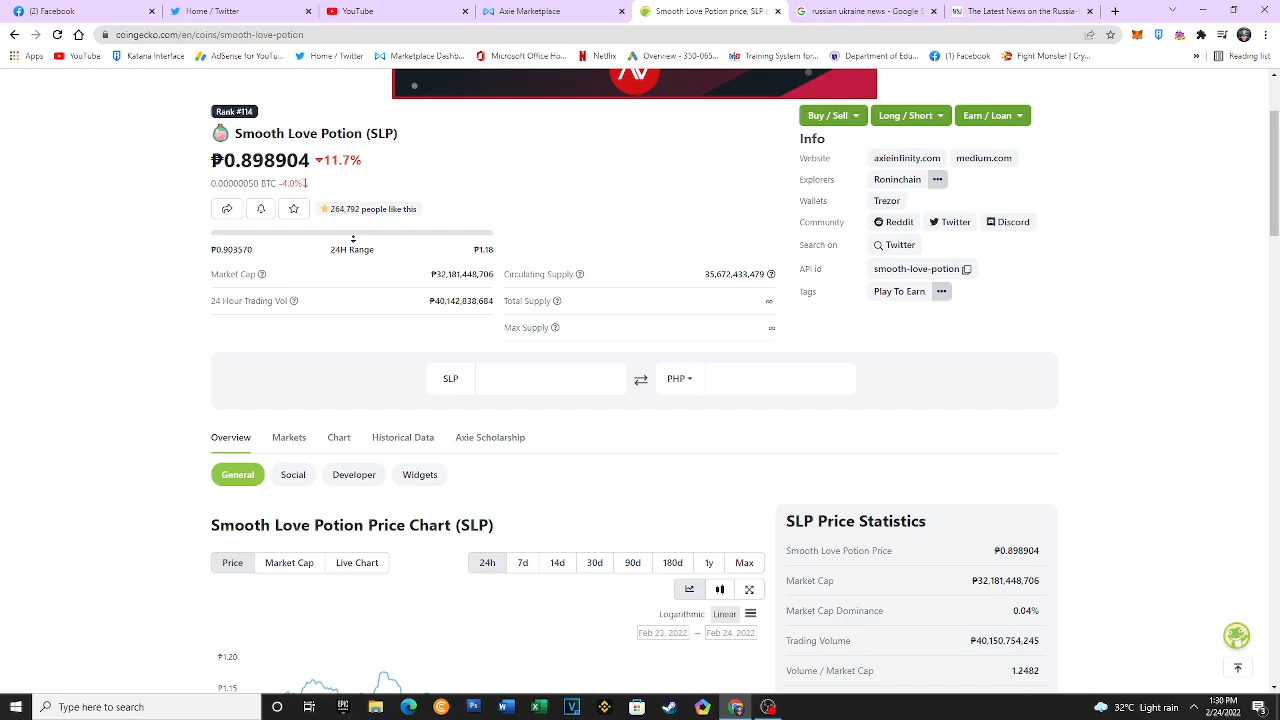 (2) Facebook
Home / Twitter
YouTube
Axie Marketplace
Smooth Love Potion price, SLP c
russian ukraine news - Google S
The Latest News on the Russia-
coingecko.com/en/coins/smooth-love-potion
Apps
YouTube
Katana Interface
AdSense for YouTu...
Home / Twitter
Marketplace Dashb...
Microsoft Office Ho...
Netflix
Overview - 350-065...
Training System for...
Department of Edu...
(1) Facebook
Fight Monster | Cry...
»
Reading list
Rank #114
Smooth Love Potion (SLP)
₱0.898904 11.7%
0.00000050 BTC -4.0%
264,792 people like this
₱0.903570 24H Range ₱1.18
Market Cap ₱32,181,448,706
24 Hour Trading Vol ₱40,142,838,684
Circulating Supply 35,672,433,479
Total Supply ∞
Max Supply ∞
Buy / Sell
Long / Short
Earn / Loan
Info
Website axieinfinity.com medium.com
Explorers Roninchain •••
Wallets Trezor
Community Reddit Twitter Discord
Search on Twitter
API id smooth-love-potion
Tags Play To Earn •••
SLP
PHP
Overview Markets Chart Historical Data Axie Scholarship
General Social Developer Widgets
Smooth Love Potion Price Chart (SLP)
Price Market Cap Live Chart
24h 7d 14d 30d 90d 180d 1y Max
Logarithmic Linear
Feb 23, 2022 → Feb 24, 2022
₱1.20
₱1.15
SLP Price Statistics
Smooth Love Potion Price ₱0.898904
Market Cap ₱32,181,448,706
Market Cap Dominance 0.04%
Trading Volume ₱40,150,754,245
Volume / Market Cap 1.2482
Type here to search
32°C Light rain
1:30 PM
2/24/2022